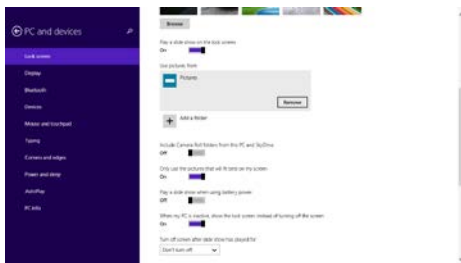 PC and devices
Lock screen
Display
Bluetooth
Devices
Mouse and touchpad
Typing
Corners and edges
Power and sleep
AutoPlay
PC info
Browse
Play a slide show on the lock screen
On
Use pictures from
Pictures
Remove
Add a folder
Include Camera Roll folders from this PC and SkyDrive
Off
Only use the pictures that will fit best on my screen
On
Play a slide show when using battery power
Off
When my PC is inactive, show the lock screen instead of turning off the screen
On
Turn off screen after slide show has played for
Don't turn off